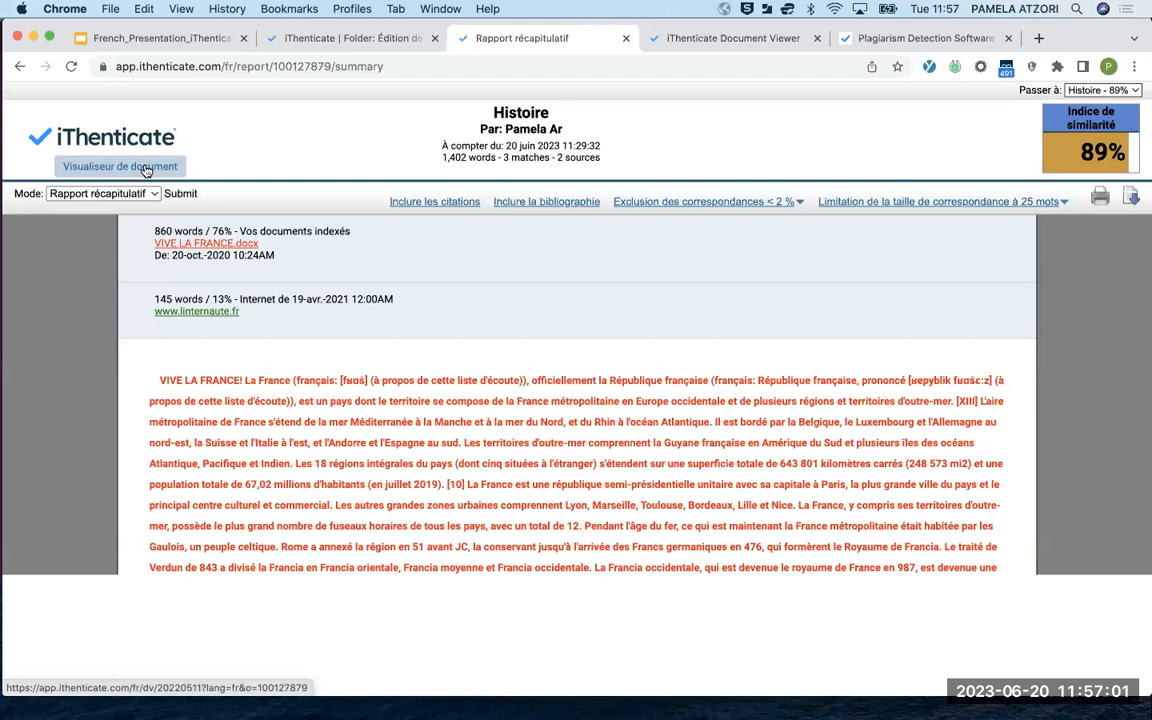 Chrome File Edit View History Bookmarks Profiles Tab Window Help Tue 11:57 PAMELA ATZORI
French_Presentation_iThentica
iThenticate | Folder: Édition de
Rapport récapitulatif
iThenticate Document Viewer
Plagiarism Detection Software
app.ithenticate.com/fr/report/100127879/summary
491
P
Passer à: Histoire - 89%
iThenticate
Visualiseur de document
Histoire
Par: Pamela Ar
À compter du: 20 juin 2023 11:29:32
1,402 words - 3 matches - 2 sources
Indice de
similarité
89%
Mode: Rapport récapitulatif Submit
Inclure les citations
Inclure la bibliographie
Exclusion des correspondances < 2 %
Limitation de la taille de correspondance à 25 mots
860 words / 76% - Vos documents indexés
VIVE LA FRANCE.docx
De: 20-oct.-2020 10:24AM
145 words / 13% - Internet de 19-avr.-2021 12:00AM
www.linternaute.fr
VIVE LA FRANCE! La France (français: [fʁɑ̃s] (à propos de cette liste d'écoute)), officiellement la République française (français: République française, prononcé [ʁepyblik fʁɑ̃sɛːz] (à
propos de cette liste d'écoute)), est un pays dont le territoire se compose de la France métropolitaine en Europe occidentale et de plusieurs régions et territoires d'outre-mer. [XIII] L'aire
métropolitaine de France s'étend de la mer Méditerranée à la Manche et à la mer du Nord, et du Rhin à l'océan Atlantique. Il est bordé par la Belgique, le Luxembourg et l'Allemagne au
nord-est, la Suisse et l'Italie à l'est, et l'Andorre et l'Espagne au sud. Les territoires d'outre-mer comprennent la Guyane française en Amérique du Sud et plusieurs îles des océans
Atlantique, Pacifique et Indien. Les 18 régions intégrales du pays (dont cinq situées à l'étranger) s'étendent sur une superficie totale de 643 801 kilomètres carrés (248 573 mi2) et une
population totale de 67,02 millions d'habitants (en juillet 2019). [10] La France est une république semi-présidentielle unitaire avec sa capitale à Paris, la plus grande ville du pays et le
principal centre culturel et commercial. Les autres grandes zones urbaines comprennent Lyon, Marseille, Toulouse, Bordeaux, Lille et Nice. La France, y compris ses territoires d'outre-
mer, possède le plus grand nombre de fuseaux horaires de tous les pays, avec un total de 12. Pendant l'âge du fer, ce qui est maintenant la France métropolitaine était habitée par les
Gaulois, un peuple celtique. Rome a annexé la région en 51 avant JC, la conservant jusqu'à l'arrivée des Francs germaniques en 476, qui formèrent le Royaume de Francia. Le traité de
Verdun de 843 a divisé la Francia en Francia orientale, Francia moyenne et Francia occidentale. La Francia occidentale, qui est devenue le royaume de France en 987, est devenue une
https://app.ithenticate.com/fr/dv/20220511?lang=fr&o=100127879
2023-06-20 11:57:01